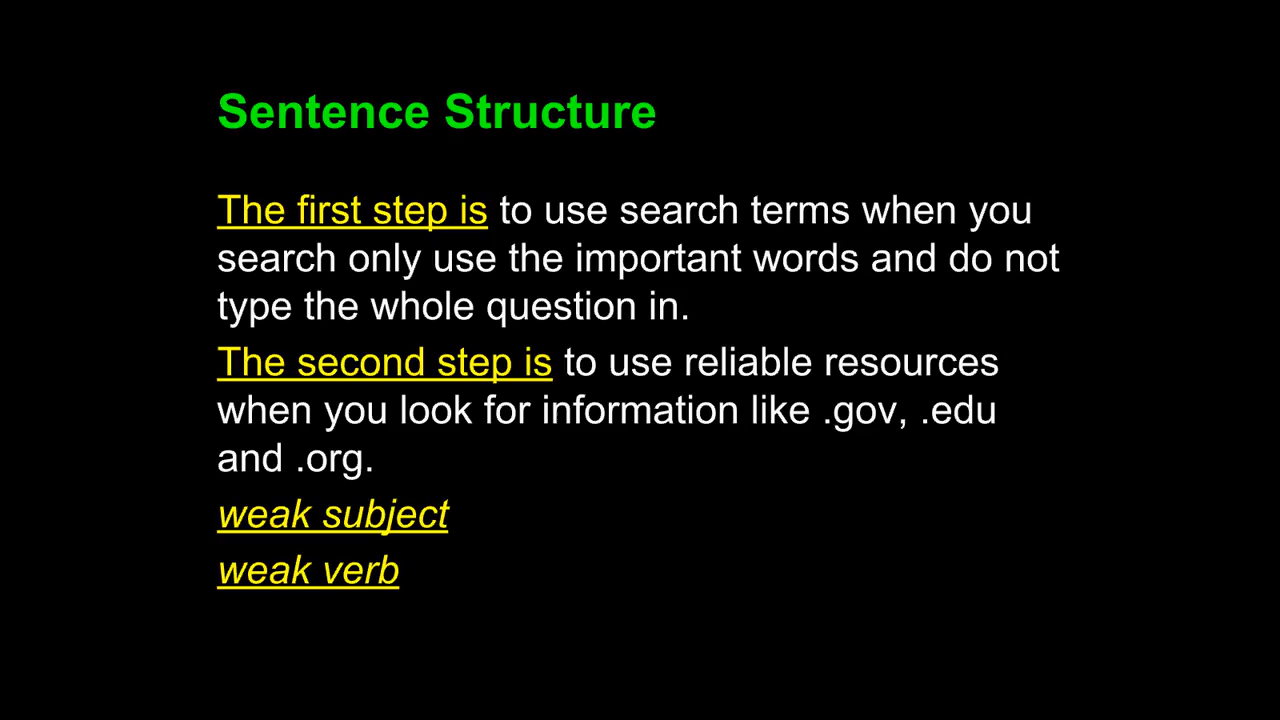 Sentence Structure
The first step is to use search terms when you
search only use the important words and do not
type the whole question in.
The second step is to use reliable resources
when you look for information like .gov, .edu
and .org.
weak subject
weak verb